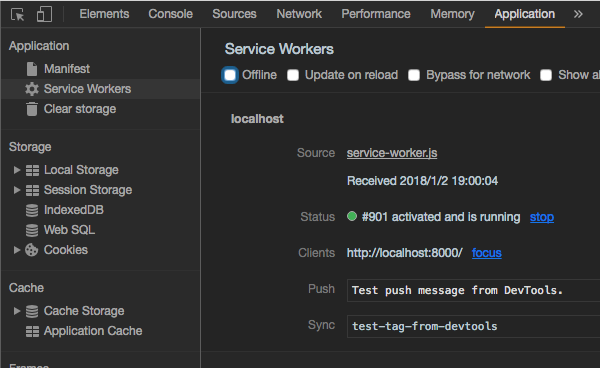 Elements Console Sources Network Performance Memory Application »
Application
Manifest
Service Workers
Clear storage
Storage
Local Storage
Session Storage
IndexedDB
Web SQL
Cookies
Cache
Cache Storage
Application Cache
Service Workers
Offline Update on reload Bypass for network Show
localhost
Source service-worker.js
Received 2018/1/2 19:00:04
Status #901 activated and is running stop
Clients http://localhost:8000/ focus
Push Test push message from DevTools.
Sync test-tag-from-devtools